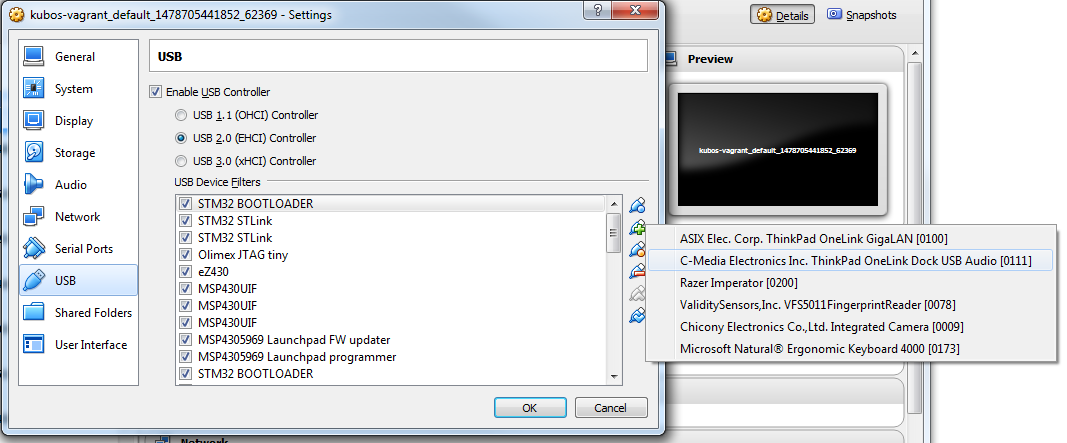 kubos-vagrant_default_1478705441852_62369 - Settings
Details
Snapshots
General
System
Display
Storage
Audio
Network
Serial Ports
USB
Shared Folders
User Interface
USB
Enable USB Controller
USB 1.1 (OHCI) Controller
USB 2.0 (EHCI) Controller
USB 3.0 (xHCI) Controller
USB Device Filters
STM32 BOOTLOADER
STM32 STLink
STM32 STLink
Olimex JTAG tiny
eZ430
MSP430UIF
MSP430UIF
MSP430UIF
MSP4305969 Launchpad FW updater
MSP4305969 Launchpad programmer
STM32 BOOTLOADER
OK
Cancel
Preview
kubos-vagrant_default_1478705441852_62369
ASIX Elec. Corp. ThinkPad OneLink GigaLAN [0100]
C-Media Electronics Inc. ThinkPad OneLink Dock USB Audio [0111]
Razer Imperator [0200]
ValiditySensors,Inc. VFS5011FingerprintReader [0078]
Chicony Electronics Co.,Ltd. Integrated Camera [0009]
Microsoft Natural® Ergonomic Keyboard 4000 [0173]
Network